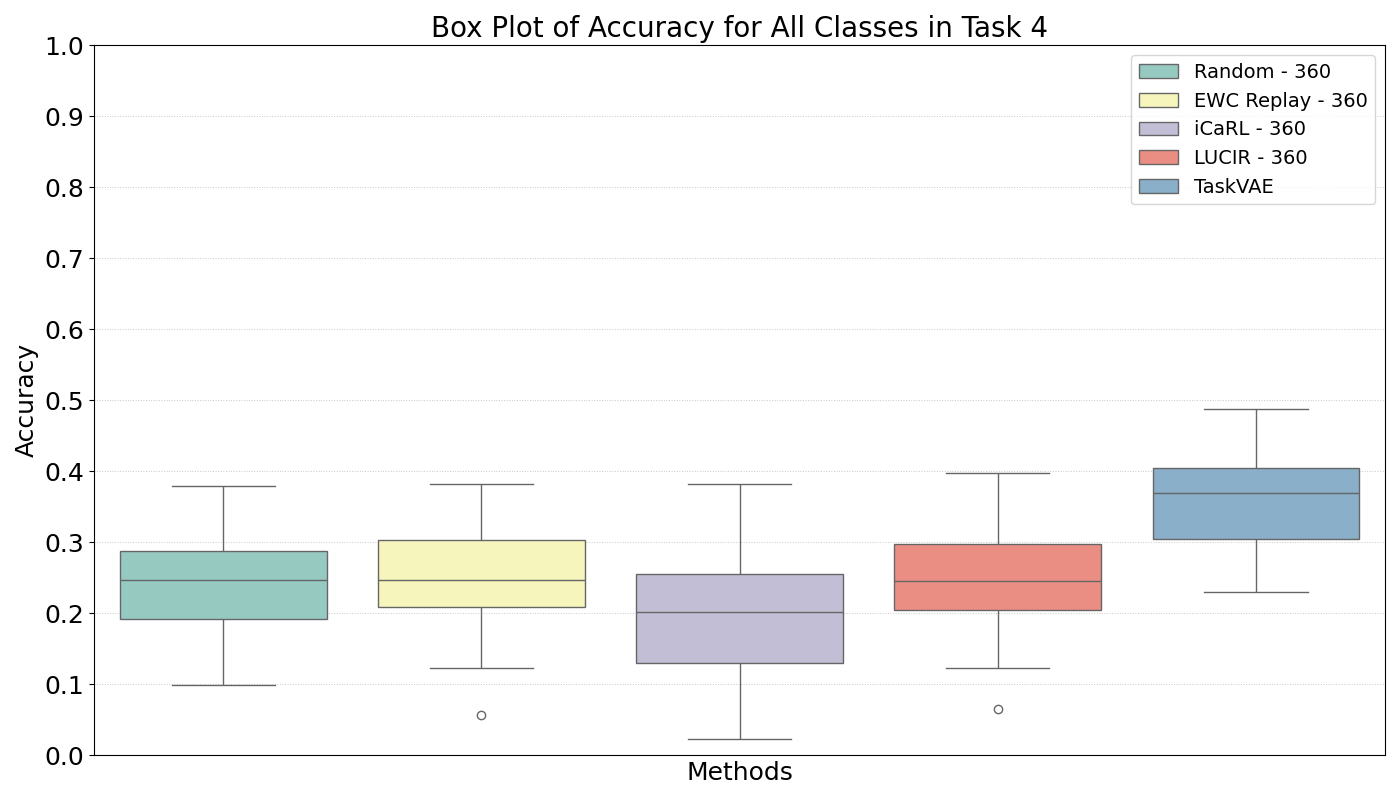 Box Plot of Accuracy for All Classes in Task 4
1.0
0.9
0.8
0.7
0.6
0.5
0.4
0.3
0.2
0.1
0.0
Accuracy
Methods
Random - 360
EWC Replay - 360
iCaRL - 360
LUCIR - 360
TaskVAE